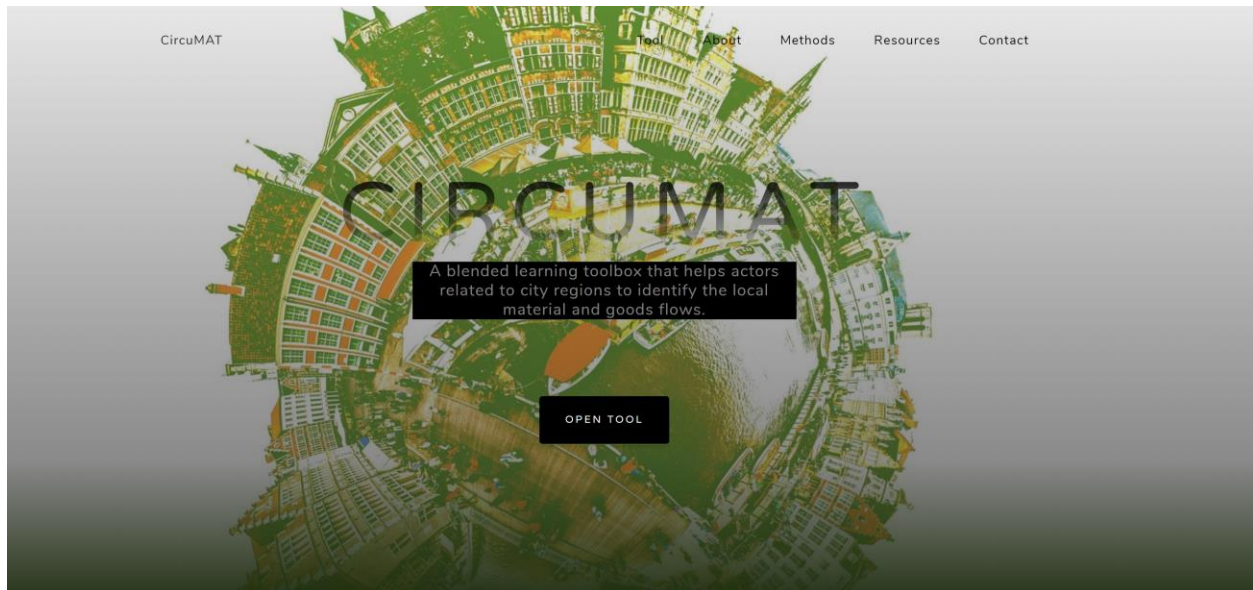 CircuMAT
Tool About Methods Resources Contact
CIRCUMAT
A blended learning toolbox that helps actors
related to city regions to identify the local
material and goods flows.
OPEN TOOL